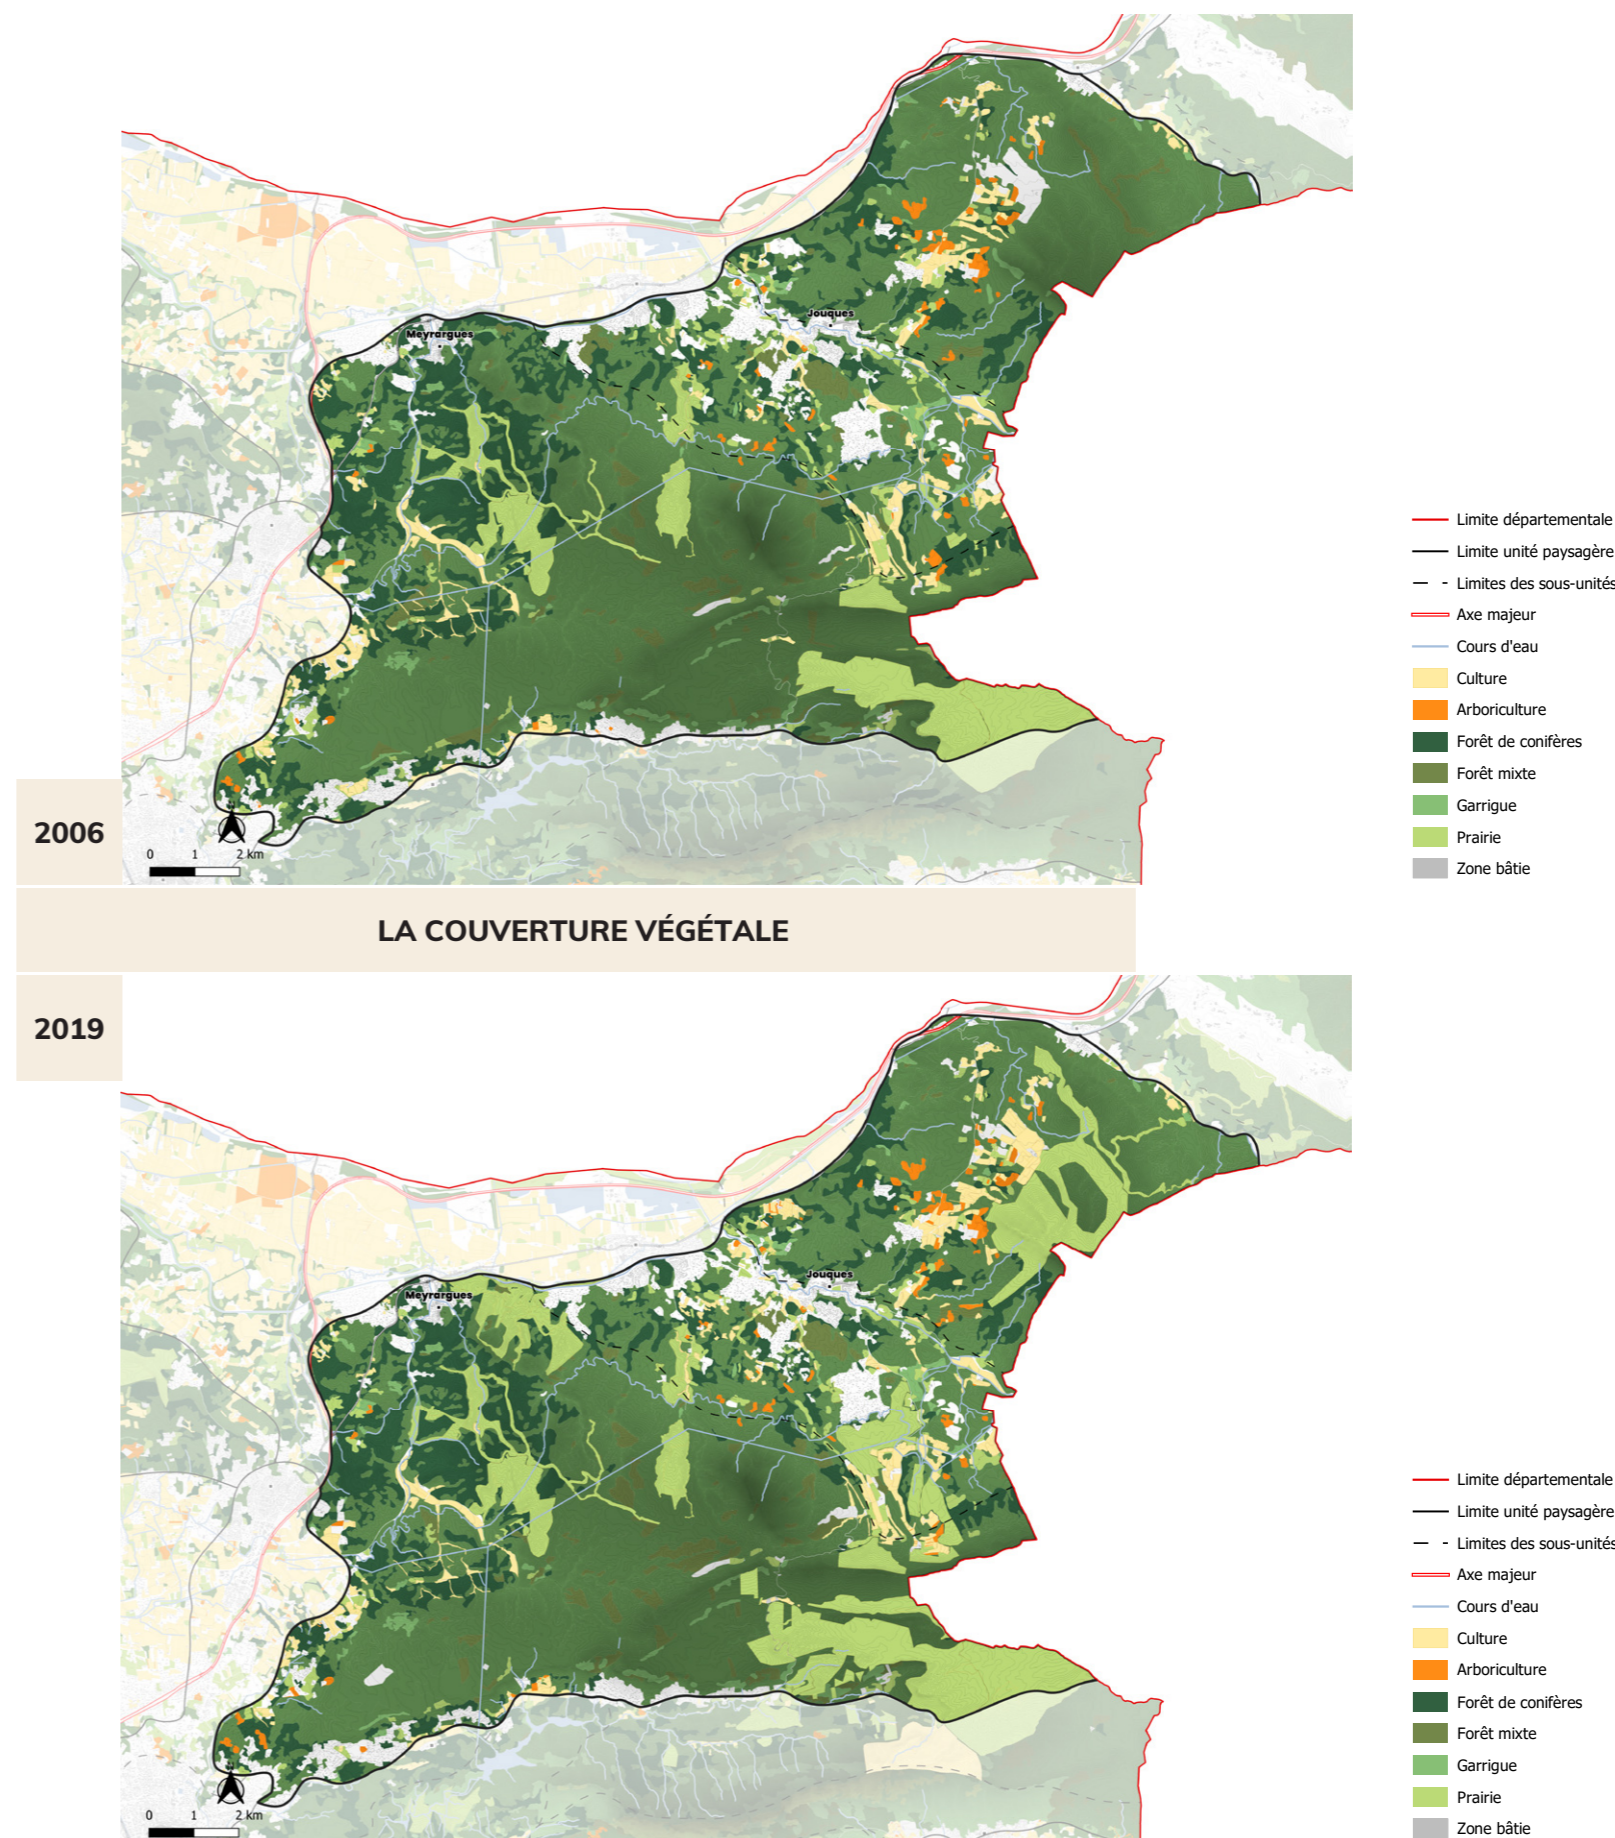 Meyrargues
Jouques
0 1 2 km
Limite départementale
Limite unité paysagère
Limites des sous-unités
Axe majeur
Cours d'eau
Culture
Arboriculture
Forêt de conifères
Forêt mixte
Garrigue
Prairie
Zone bâtie
2006
LA COUVERTURE VÉGÉTALE
2019
Meyrargues
Jouques
0 1 2 km
Limite départementale
Limite unité paysagère
Limites des sous-unités
Axe majeur
Cours d'eau
Culture
Arboriculture
Forêt de conifères
Forêt mixte
Garrigue
Prairie
Zone bâtie